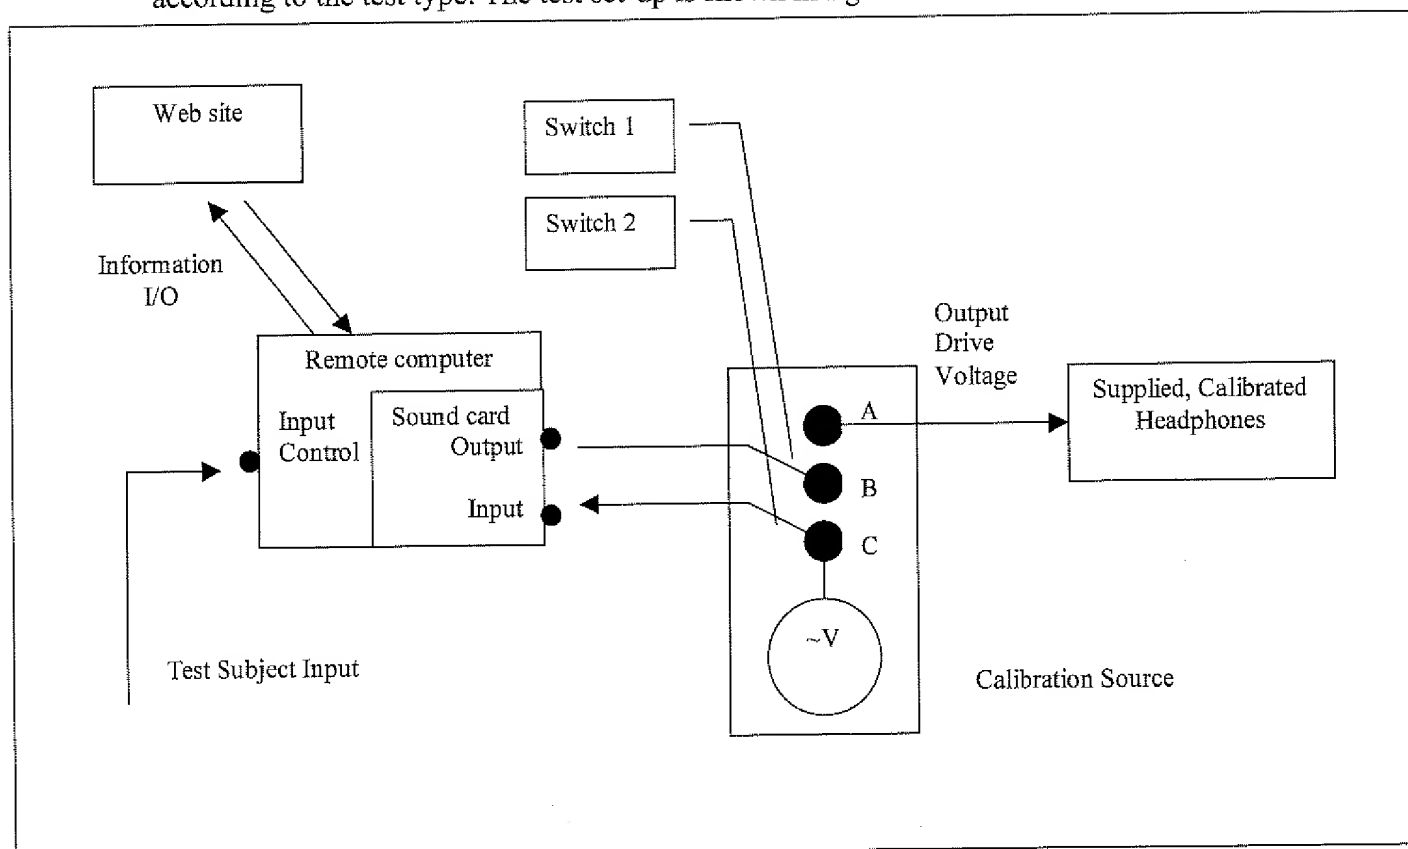 according to the test type. The test set-up is shown in
Web site
Switch 1
Switch 2
Information
I/O
Output
Drive
Voltage
Remote computer
Supplied, Calibrated
Headphones
Input
Control
Sound card
Output
Input
A
B
C
~V
Test Subject Input
Calibration Source